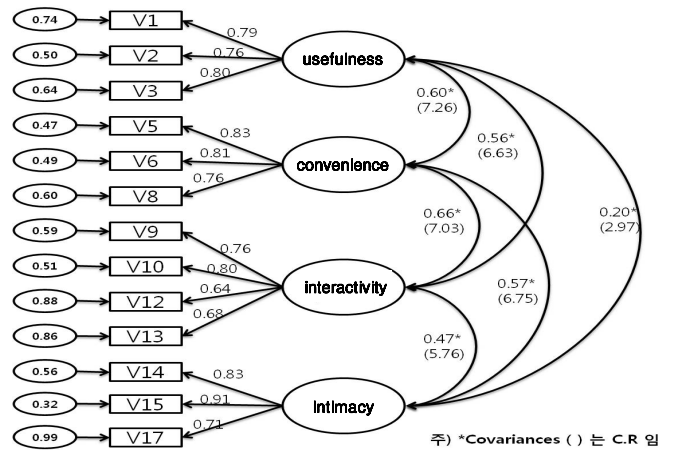 0.74 V1 0.79
0.50 V2 0.76 usefulness
0.64 V3 0.80
0.60*
(7.26)
0.47 V5 0.83
0.56*
(6.63)
0.49 V6 0.81 convenience
0.60 V8 0.76
0.66*
(7.03)
0.20*
(2.97)
0.59 V9 0.76
0.51 V10 0.80
0.88 V12 0.64 interactivity
0.57*
(6.75)
0.86 V13 0.68
0.47*
(5.76)
0.56 V14 0.83
0.32 V15 0.91 intimacy
0.99 V17 0.71
주) *Covariances ( ) 는 C.R 임